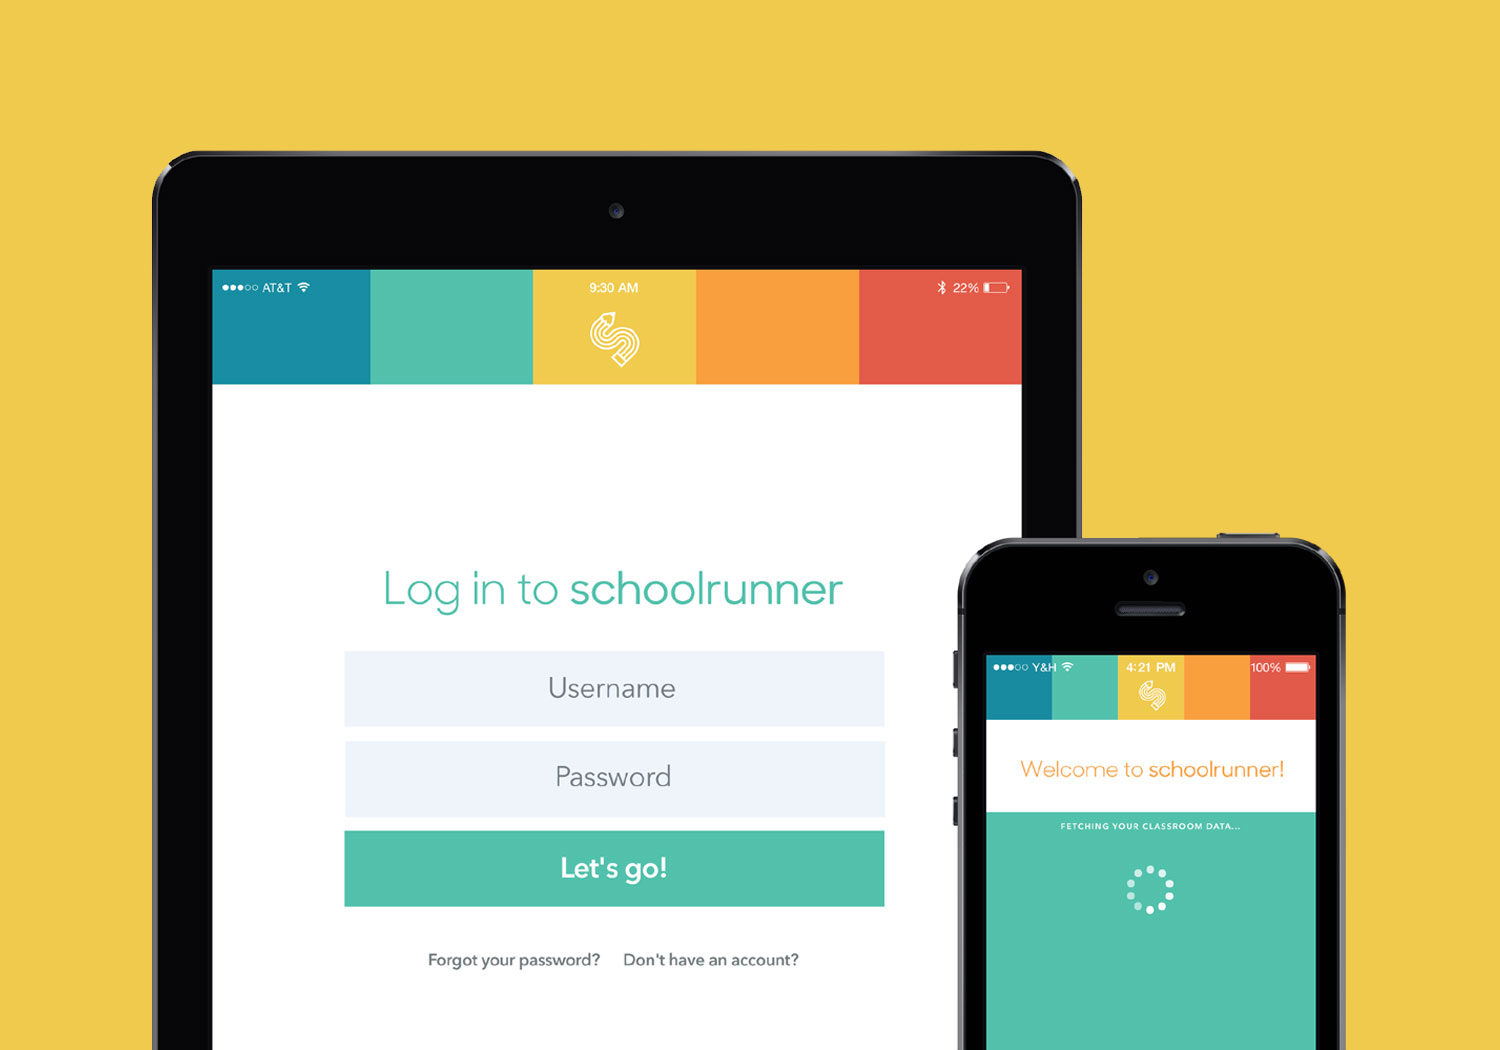 AT&T
9:30 AM
22%
Log in to schoolrunner
Username
Password
Let's go!
Forgot your password? Don't have an account?
Y&H
4:21 PM
100%
Welcome to schoolrunner!
FETCHING YOUR CLASSROOM DATA...